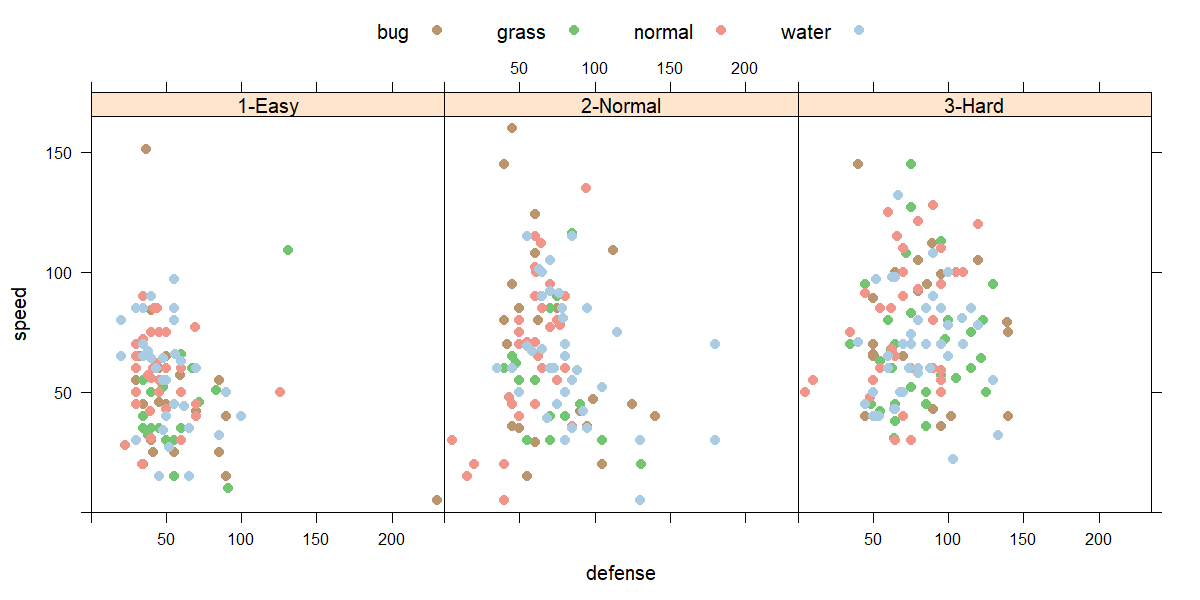 bug grass normal water
50 100 150 200
1-Easy 2-Normal 3-Hard
150
100
50
speed
50 100 150 200 50 100 150 200
defense